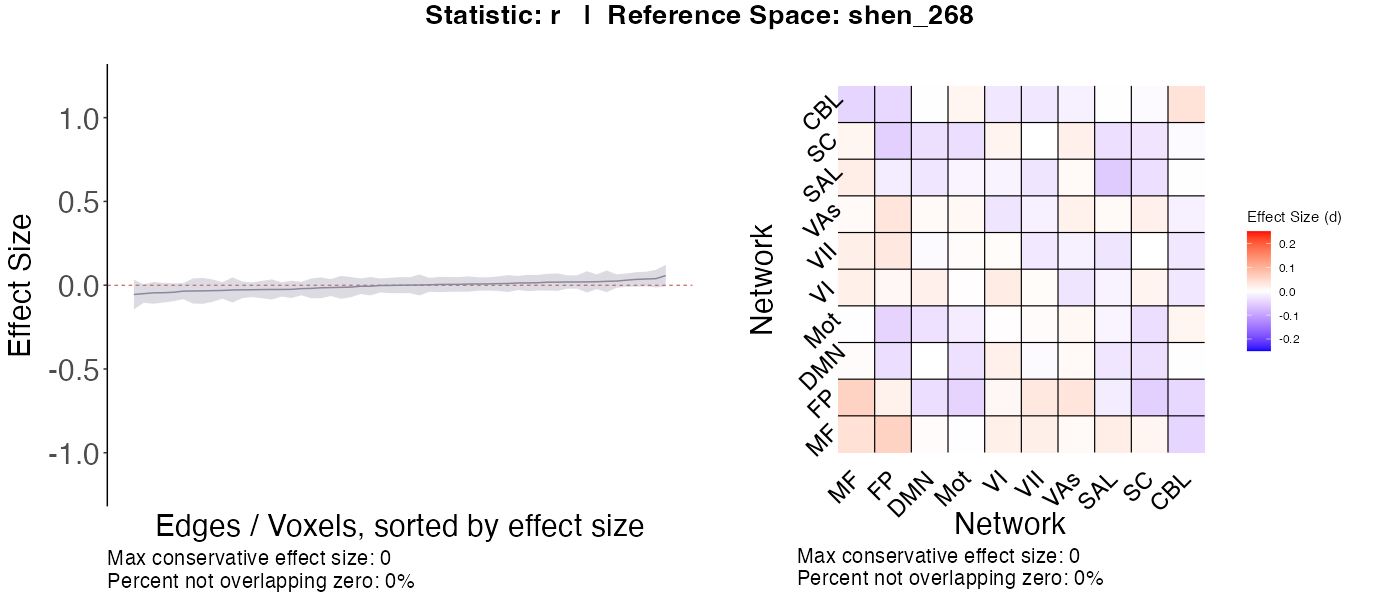 Statistic: r | Reference Space: shen_268
Effect Size
1.0
0.5
0.0
-0.5
-1.0
Edges / Voxels, sorted by effect size
Max conservative effect size: 0
Percent not overlapping zero: 0%
Network
CBL
SC
SAL
VAs
VII
VI
Mot
DMN
FP
MF
MF
FP
DMN
Mot
VI
VII
VAs
SAL
SC
CBL
Network
Max conservative effect size: 0
Percent not overlapping zero: 0%
Effect Size (d)
0.2
0.1
0.0
-0.1
-0.2